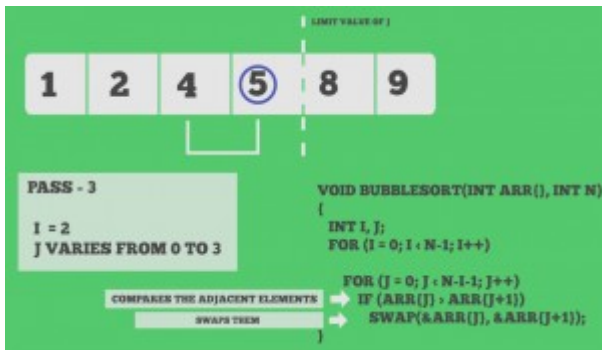 LIMIT VALUE OF J
1 2 4 5 8 9
PASS - 3
I = 2
J VARIES FROM 0 TO 3
VOID BUBBLESORT(INT ARR(), INT N)
{
INT I, J;
FOR (I = 0; I < N-1; I++)
FOR (J = 0; J < N-I-1; J++)
COMPARES THE ADJACENT ELEMENTS
IF (ARR(J) > ARR(J+1))
SWAPS THEM
SWAP(&ARR(J), &ARR(J+1));
}